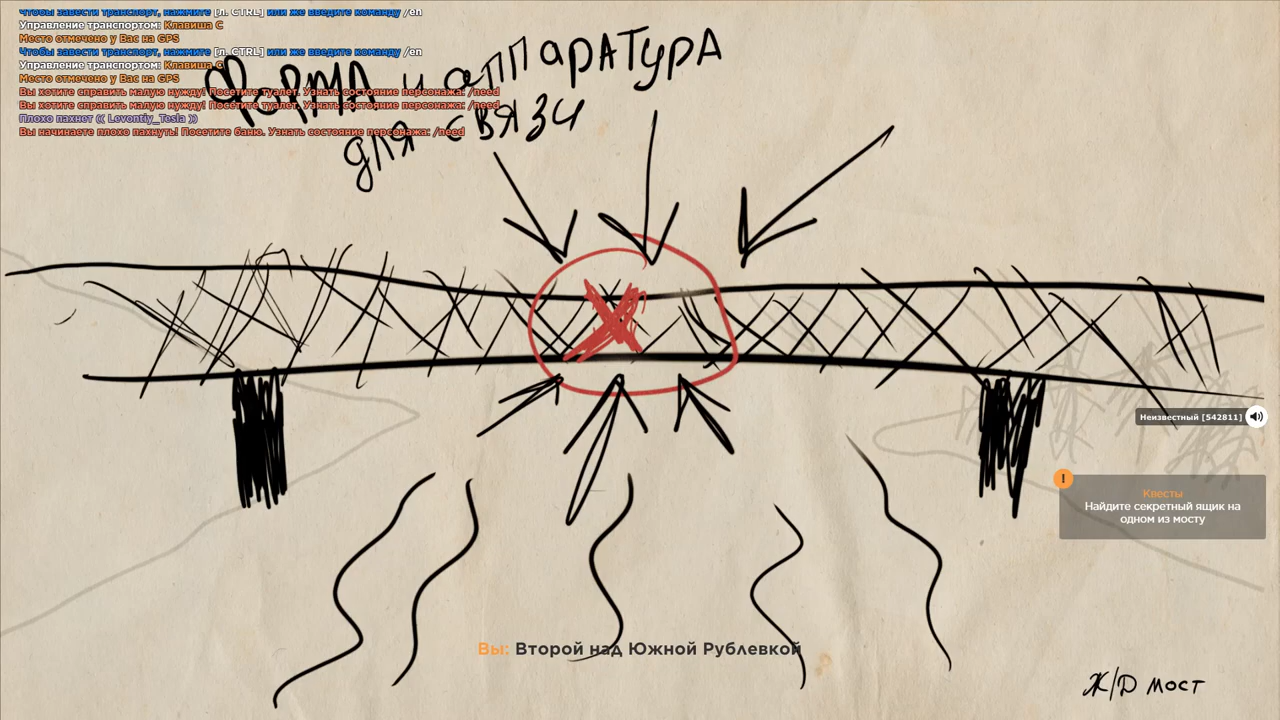 Чтобы завести транспорт, нажмите [Л. CTRL] или же введите команду /en
Управление транспортом: Клавиша C
Место отмечено у Вас на GPS
Чтобы завести транспорт, нажмите [Л. CTRL] или же введите команду /en
Управление транспортом: Клавиша C
Место отмечено у Вас на GPS
Вы хотите справить малую нужду! Посетите туалет. Узнать состояние персонажа: /need
Вы хотите справить малую нужду! Посетите туалет. Узнать состояние персонажа: /need
Плохо пахнет (( Levontiy_Tesla ))
Вы начинаете плохо пахнуть! Посетите баню. Узнать состояние персонажа: /need
Форма и аппаратура
для связи
Неизвестный [542811]
!
Квесты
Найдите секретный ящик на
одном из мосту
Вы: Второй над Южной Рублевкой
Ж/Д мост